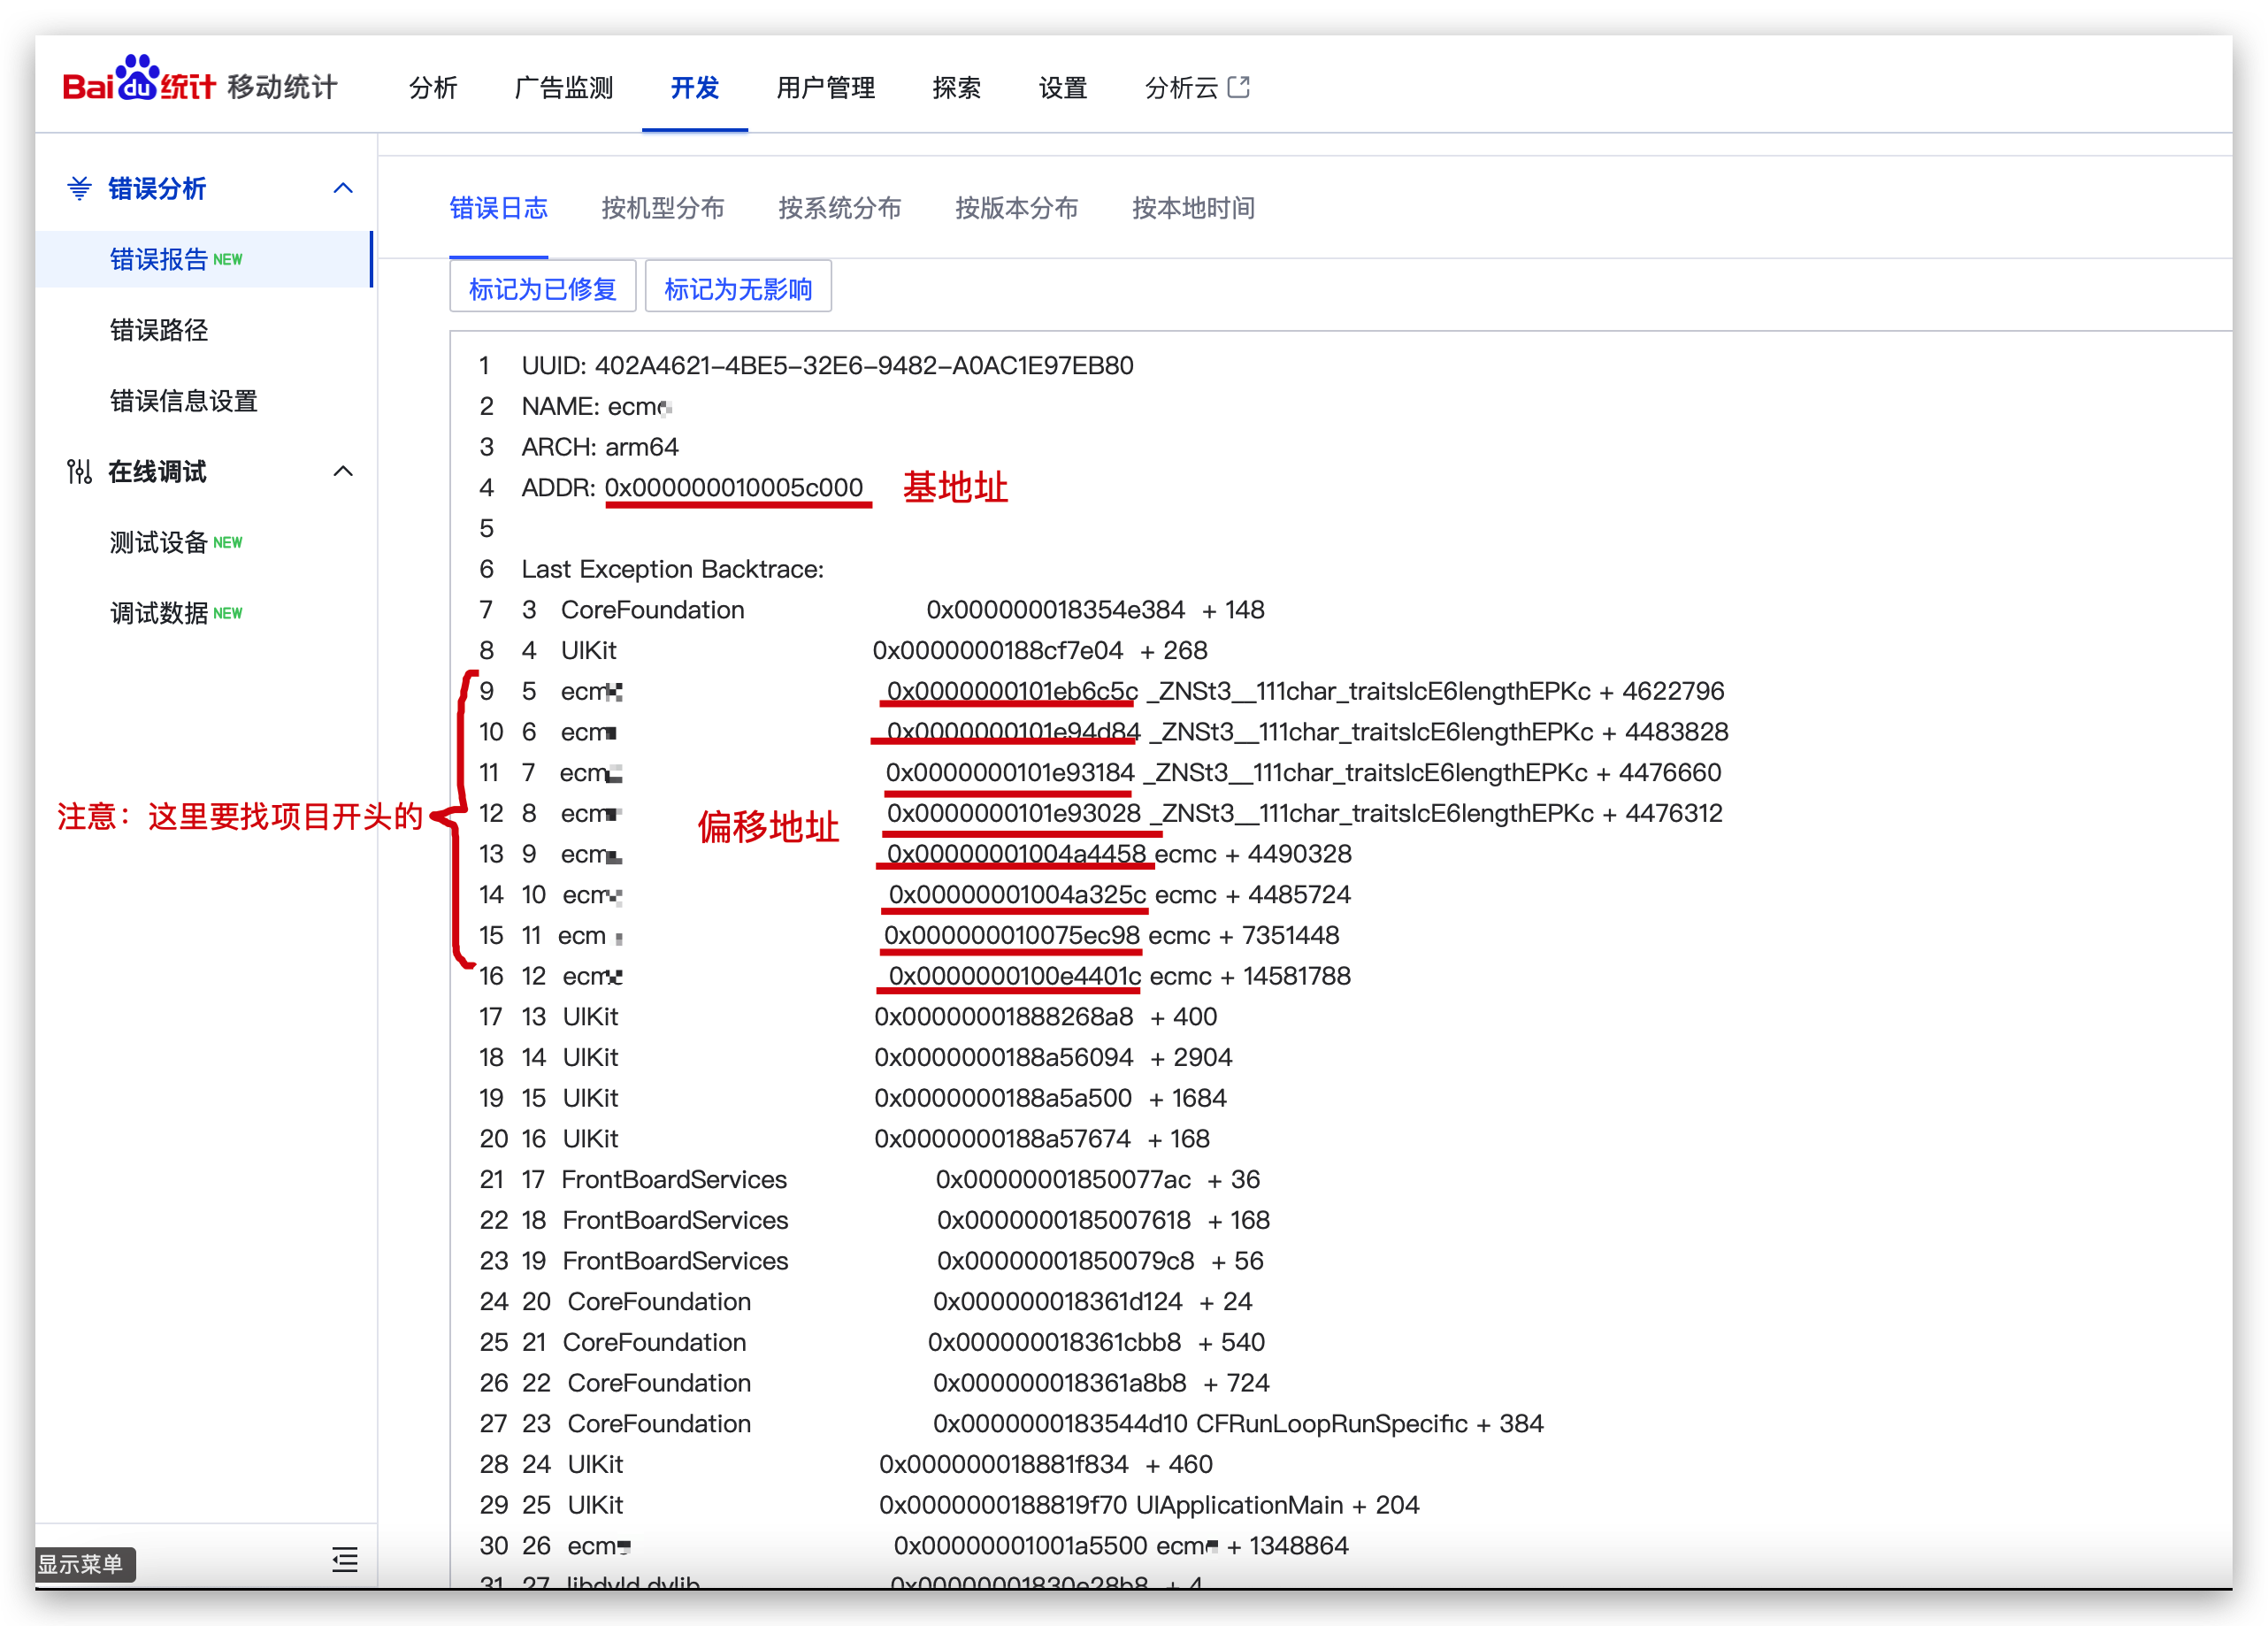 Bai du 统计 移动统计 分析 广告监测 开发 用户管理 探索 设置 分析云
错误分析
错误报告 NEW
错误路径
错误信息设置
在线调试
测试设备 NEW
调试数据 NEW
错误日志 按机型分布 按系统分布 按版本分布 按本地时间
标记为已修复 标记为无影响
1 UUID: 402A4621-4BE5-32E6-9482-A0AC1E97EB80
2 NAME: ecmc
3 ARCH: arm64
4 ADDR: 0x000000010005c000 基地址
5
6 Last Exception Backtrace:
7 3 CoreFoundation 0x000000018354e384 + 148
8 4 UIKit 0x0000000188cf7e04 + 268
9 5 ecm 0x0000000101eb6c5c _ZNSt3__111char_traitsIcE6lengthEPKc + 4622796
10 6 ecm 0x0000000101e94d84 _ZNSt3__111char_traitsIcE6lengthEPKc + 4483828
11 7 ecm 0x0000000101e93184 _ZNSt3__111char_traitsIcE6lengthEPKc + 4476660
12 8 ecm 0x0000000101e93028 _ZNSt3__111char_traitsIcE6lengthEPKc + 4476312
13 9 ecm 0x00000001004a4458 ecmc + 4490328
14 10 ecm 0x00000001004a325c ecmc + 4485724
15 11 ecm 0x000000010075ec98 ecmc + 7351448
16 12 ecm 0x0000000100e4401c ecmc + 14581788
注意：这里要找项目开头的
偏移地址
17 13 UIKit 0x00000001888268a8 + 400
18 14 UIKit 0x0000000188a56094 + 2904
19 15 UIKit 0x0000000188a5a500 + 1684
20 16 UIKit 0x0000000188a57674 + 168
21 17 FrontBoardServices 0x00000001850077ac + 36
22 18 FrontBoardServices 0x0000000185007618 + 168
23 19 FrontBoardServices 0x00000001850079c8 + 56
24 20 CoreFoundation 0x000000018361d124 + 24
25 21 CoreFoundation 0x000000018361cbb8 + 540
26 22 CoreFoundation 0x000000018361a8b8 + 724
27 23 CoreFoundation 0x0000000183544d10 CFRunLoopRunSpecific + 384
28 24 UIKit 0x000000018881f834 + 460
29 25 UIKit 0x0000000188819f70 UIApplicationMain + 204
30 26 ecm 0x00000001001a5500 ecm + 1348864
31 27 libdyld.dylib 0x00000001830e28b8 + 4
显示菜单